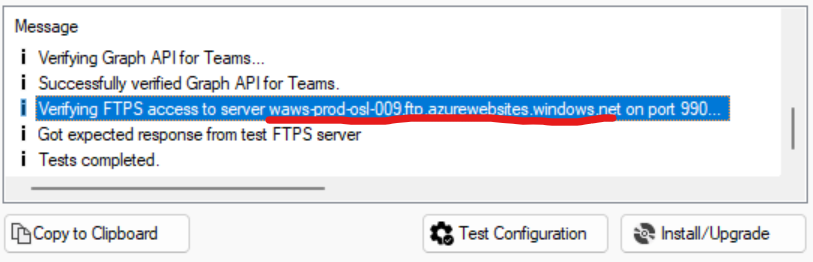 Message
i Verifying Graph API for Teams...
i Successfully verified Graph API for Teams.
i Verifying FTPS access to server waws-prod-osl-009.ftp.azurewebsites.windows.net on port 990...
i Got expected response from test FTPS server
i Tests completed.
Copy to Clipboard
Test Configuration
Install/Upgrade